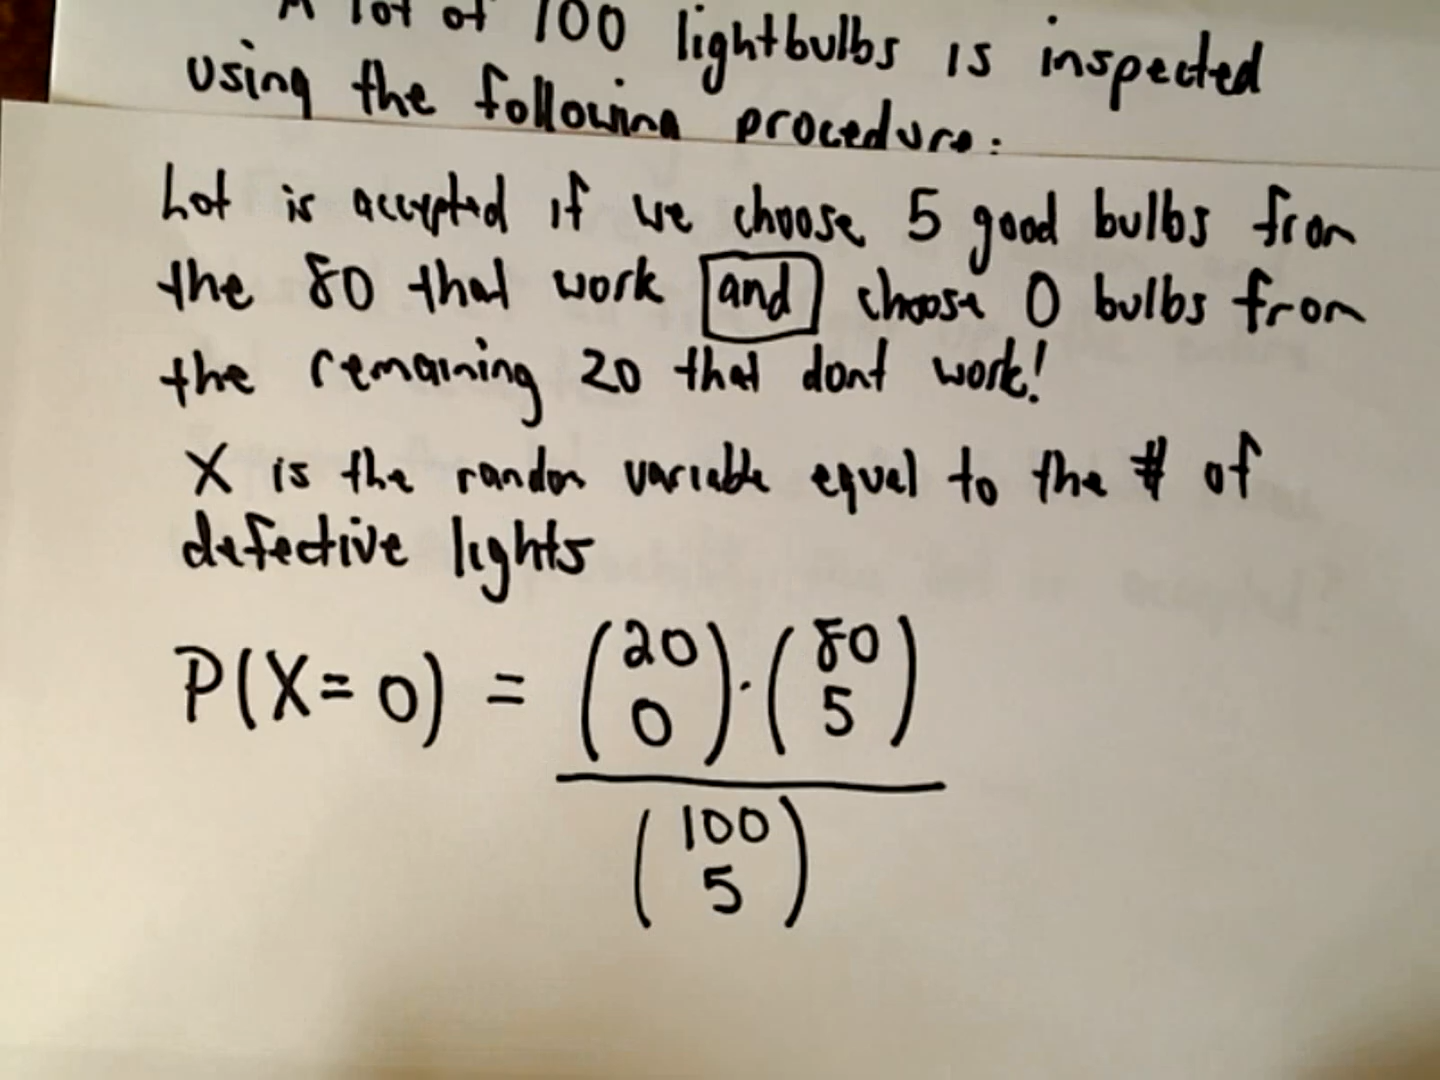 A lot of 100 lightbulbs is inspected
using the following procedure:
Lot is accepted if we choose 5 good bulbs from
the 80 that work and choose 0 bulbs from
the remaining 20 that dont work!
X is the random variable equal to the # of
defective lights
P(X=0) = (20 0) · (80 5)
(100 5)